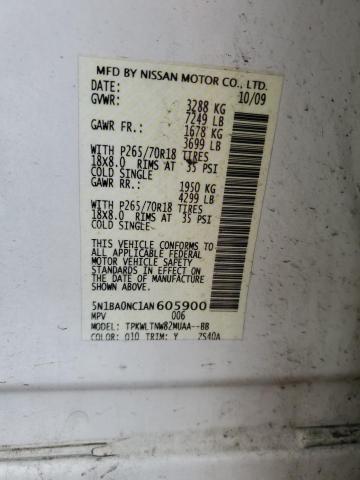 MFD BY NISSAN MOTOR CO., LTD.
DATE: 10/09
GVWR: 3288 KG
7249 LB
GAWR FR.: 1678 KG
3699 LB
WITH P265/70R18 TIRES
18x8.0 RIMS AT 35 PSI
COLD SINGLE
GAWR RR.: 1950 KG
4299 LB
WITH P265/70R18 TIRES
18x8.0 RIMS AT 35 PSI
COLD SINGLE
THIS VEHICLE CONFORMS TO
ALL APPLICABLE FEDERAL
MOTOR VEHICLE SAFETY
STANDARDS IN EFFECT ON THE
DATE OF MANUFACTURE
SHOWN ABOVE
5N1BA0NC1AN605900
MPV 006
MODEL: TPKWLTNW82MUAA--BB
COLOR: Q10 TRIM: Y ZS40A